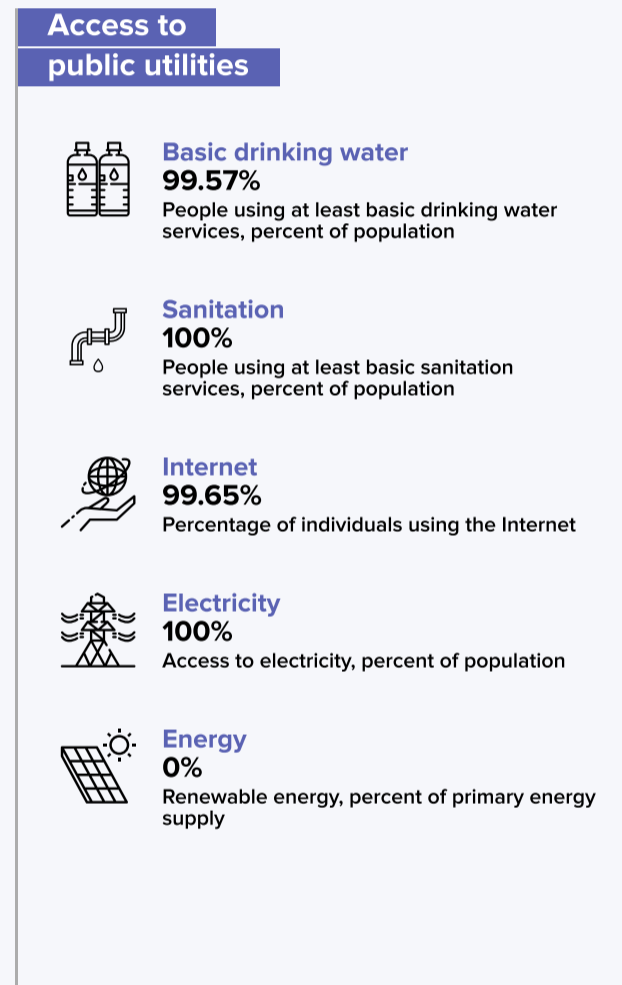 Access to
public utilities
Basic drinking water
99.57%
People using at least basic drinking water
services, percent of population
Sanitation
100%
People using at least basic sanitation
services, percent of population
Internet
99.65%
Percentage of individuals using the Internet
Electricity
100%
Access to electricity, percent of population
Energy
0%
Renewable energy, percent of primary energy
supply